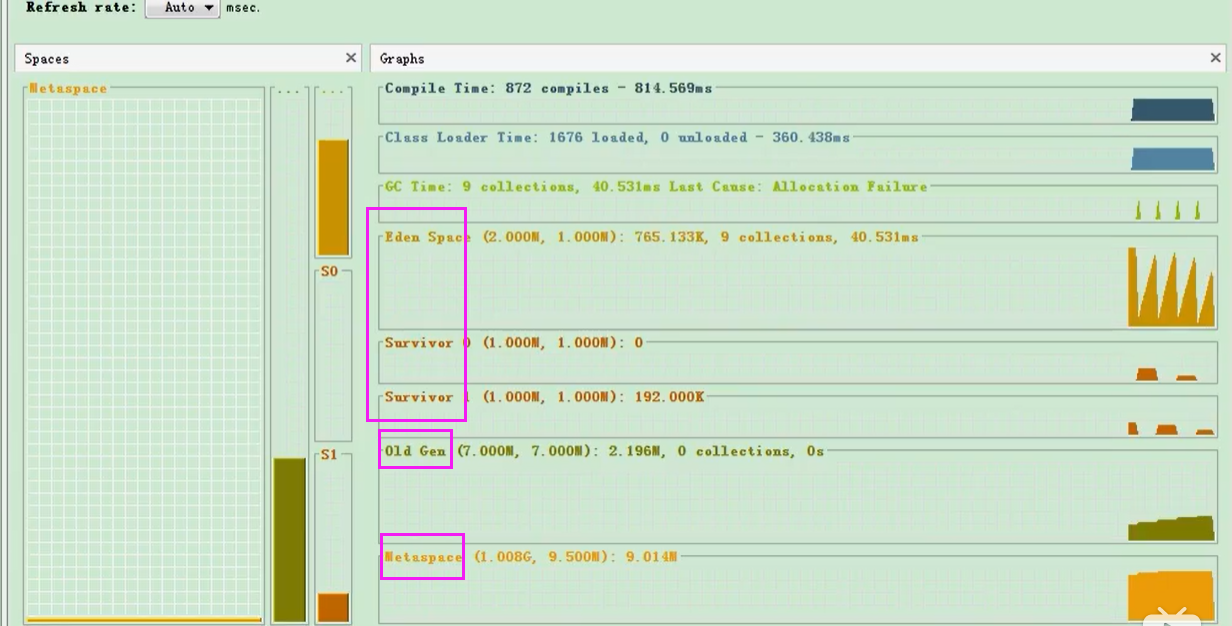 Refresh rate: Auto msec.
Spaces
Graphs
Metaspace
...
...
S0
S1
Compile Time: 872 compiles - 814.569ms
Class Loader Time: 1676 loaded, 0 unloaded - 360.438ms
GC Time: 9 collections, 40.531ms Last Cause: Allocation Failure
Eden Space (2.000M, 1.000M): 765.133K, 9 collections, 40.531ms
Survivor 0 (1.000M, 1.000M): 0
Survivor 1 (1.000M, 1.000M): 192.000K
Old Gen (7.000M, 7.000M): 2.196M, 0 collections, 0s
Metaspace (1.008G, 9.500M): 9.014M